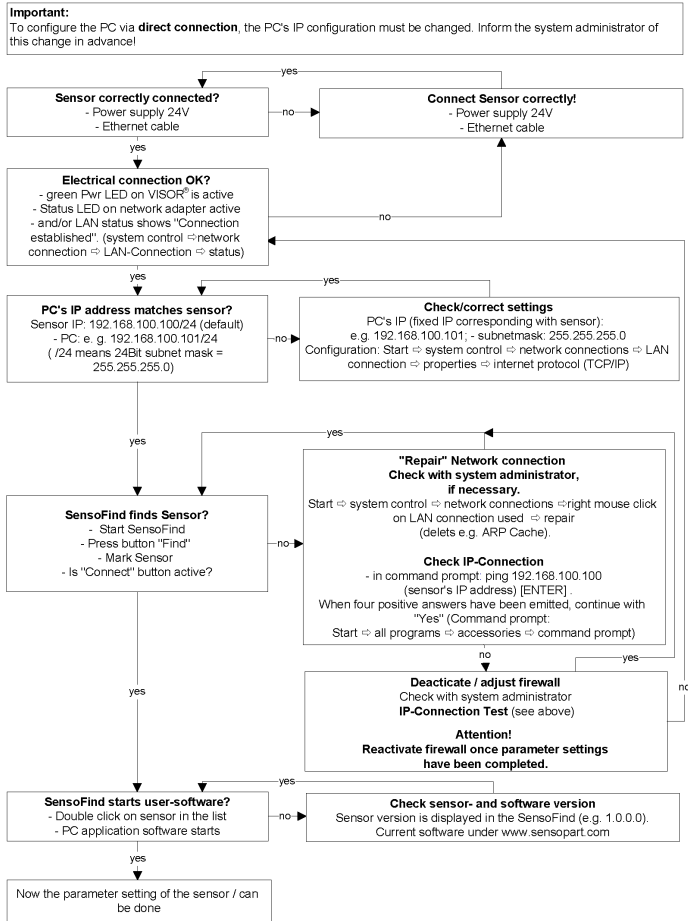 Important:
To configure the PC via direct connection, the PC's IP configuration must be changed. Inform the system administrator of
this change in advance!
yes
Sensor correctly connected?
- Power supply 24V
- Ethernet cable
no
Connect Sensor correctly!
- Power supply 24V
- Ethernet cable
yes
Electrical connection OK?
- green Pwr LED on VISOR® is active
- Status LED on network adapter active
- and/or LAN status shows "Connection
established". (system control ⇨network
connection ⇨ LAN-Connection ⇨ status)
no
yes
yes
PC's IP address matches sensor?
Sensor IP: 192.168.100.100/24 (default)
- PC: e. g. 192.168.100.101/24
( /24 means 24Bit subnet mask =
255.255.255.0)
no
Check/correct settings
PC's IP (fixed IP corresponding with sensor):
e.g. 192.168.100.101; - subnetmask: 255.255.255.0
Configuration: Start ⇨ system control ⇨ network connections ⇨ LAN
connection ⇨ properties ⇨ internet protocol (TCP/IP)
yes
yes
SensoFind finds Sensor?
- Start SensoFind
- Press button "Find"
- Mark Sensor
- Is "Connect" button active?
no
"Repair" Network connection
Check with system administrator,
if necessary.
Start ⇨ system control ⇨ network connections ⇨right mouse click
on LAN connection used ⇨ repair
(delets e.g. ARP Cache).
Check IP-Connection
- in command prompt: ping 192.168.100.100
(sensor's IP address) [ENTER] .
When four positive answers have been emitted, continue with
"Yes" (Command prompt:
Start ⇨ all programs ⇨ accessories ⇨ command prompt)
no
yes
Deacticate / adjust firewall
Check with system administrator
IP-Connection Test (see above)
Attention!
Reactivate firewall once parameter settings
have been completed.
no
yes
yes
SensoFind starts user-software?
- Double click on sensor in the list
- PC application software starts
no
Check sensor- and software version
Sensor version is displayed in the SensoFind (e.g. 1.0.0.0).
Current software under www.sensopart.com
yes
Now the parameter setting of the sensor / can
be done